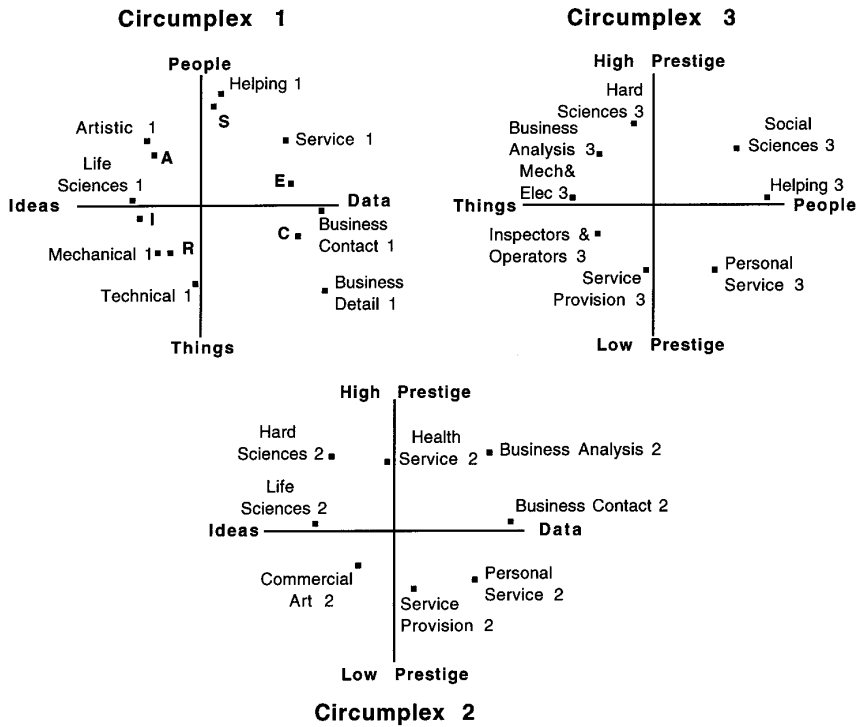 Circumplex 1
People
Helping 1
S
Artistic 1
A
Service 1
Life
Sciences 1
E
Ideas
Data
I
Business
Contact 1
C
Mechanical 1
R
Technical 1
Business
Detail 1
Things
Circumplex 3
High Prestige
Hard
Sciences 3
Business
Analysis 3
Social
Sciences 3
Mech&
Elec 3
Helping 3
Things
People
Inspectors &
Operators 3
Service
Provision 3
Personal
Service 3
Low Prestige
High Prestige
Hard
Sciences 2
Health
Service 2
Business Analysis 2
Life
Sciences 2
Business Contact 2
Ideas
Data
Commercial
Art 2
Service
Provision 2
Personal
Service 2
Low Prestige
Circumplex 2